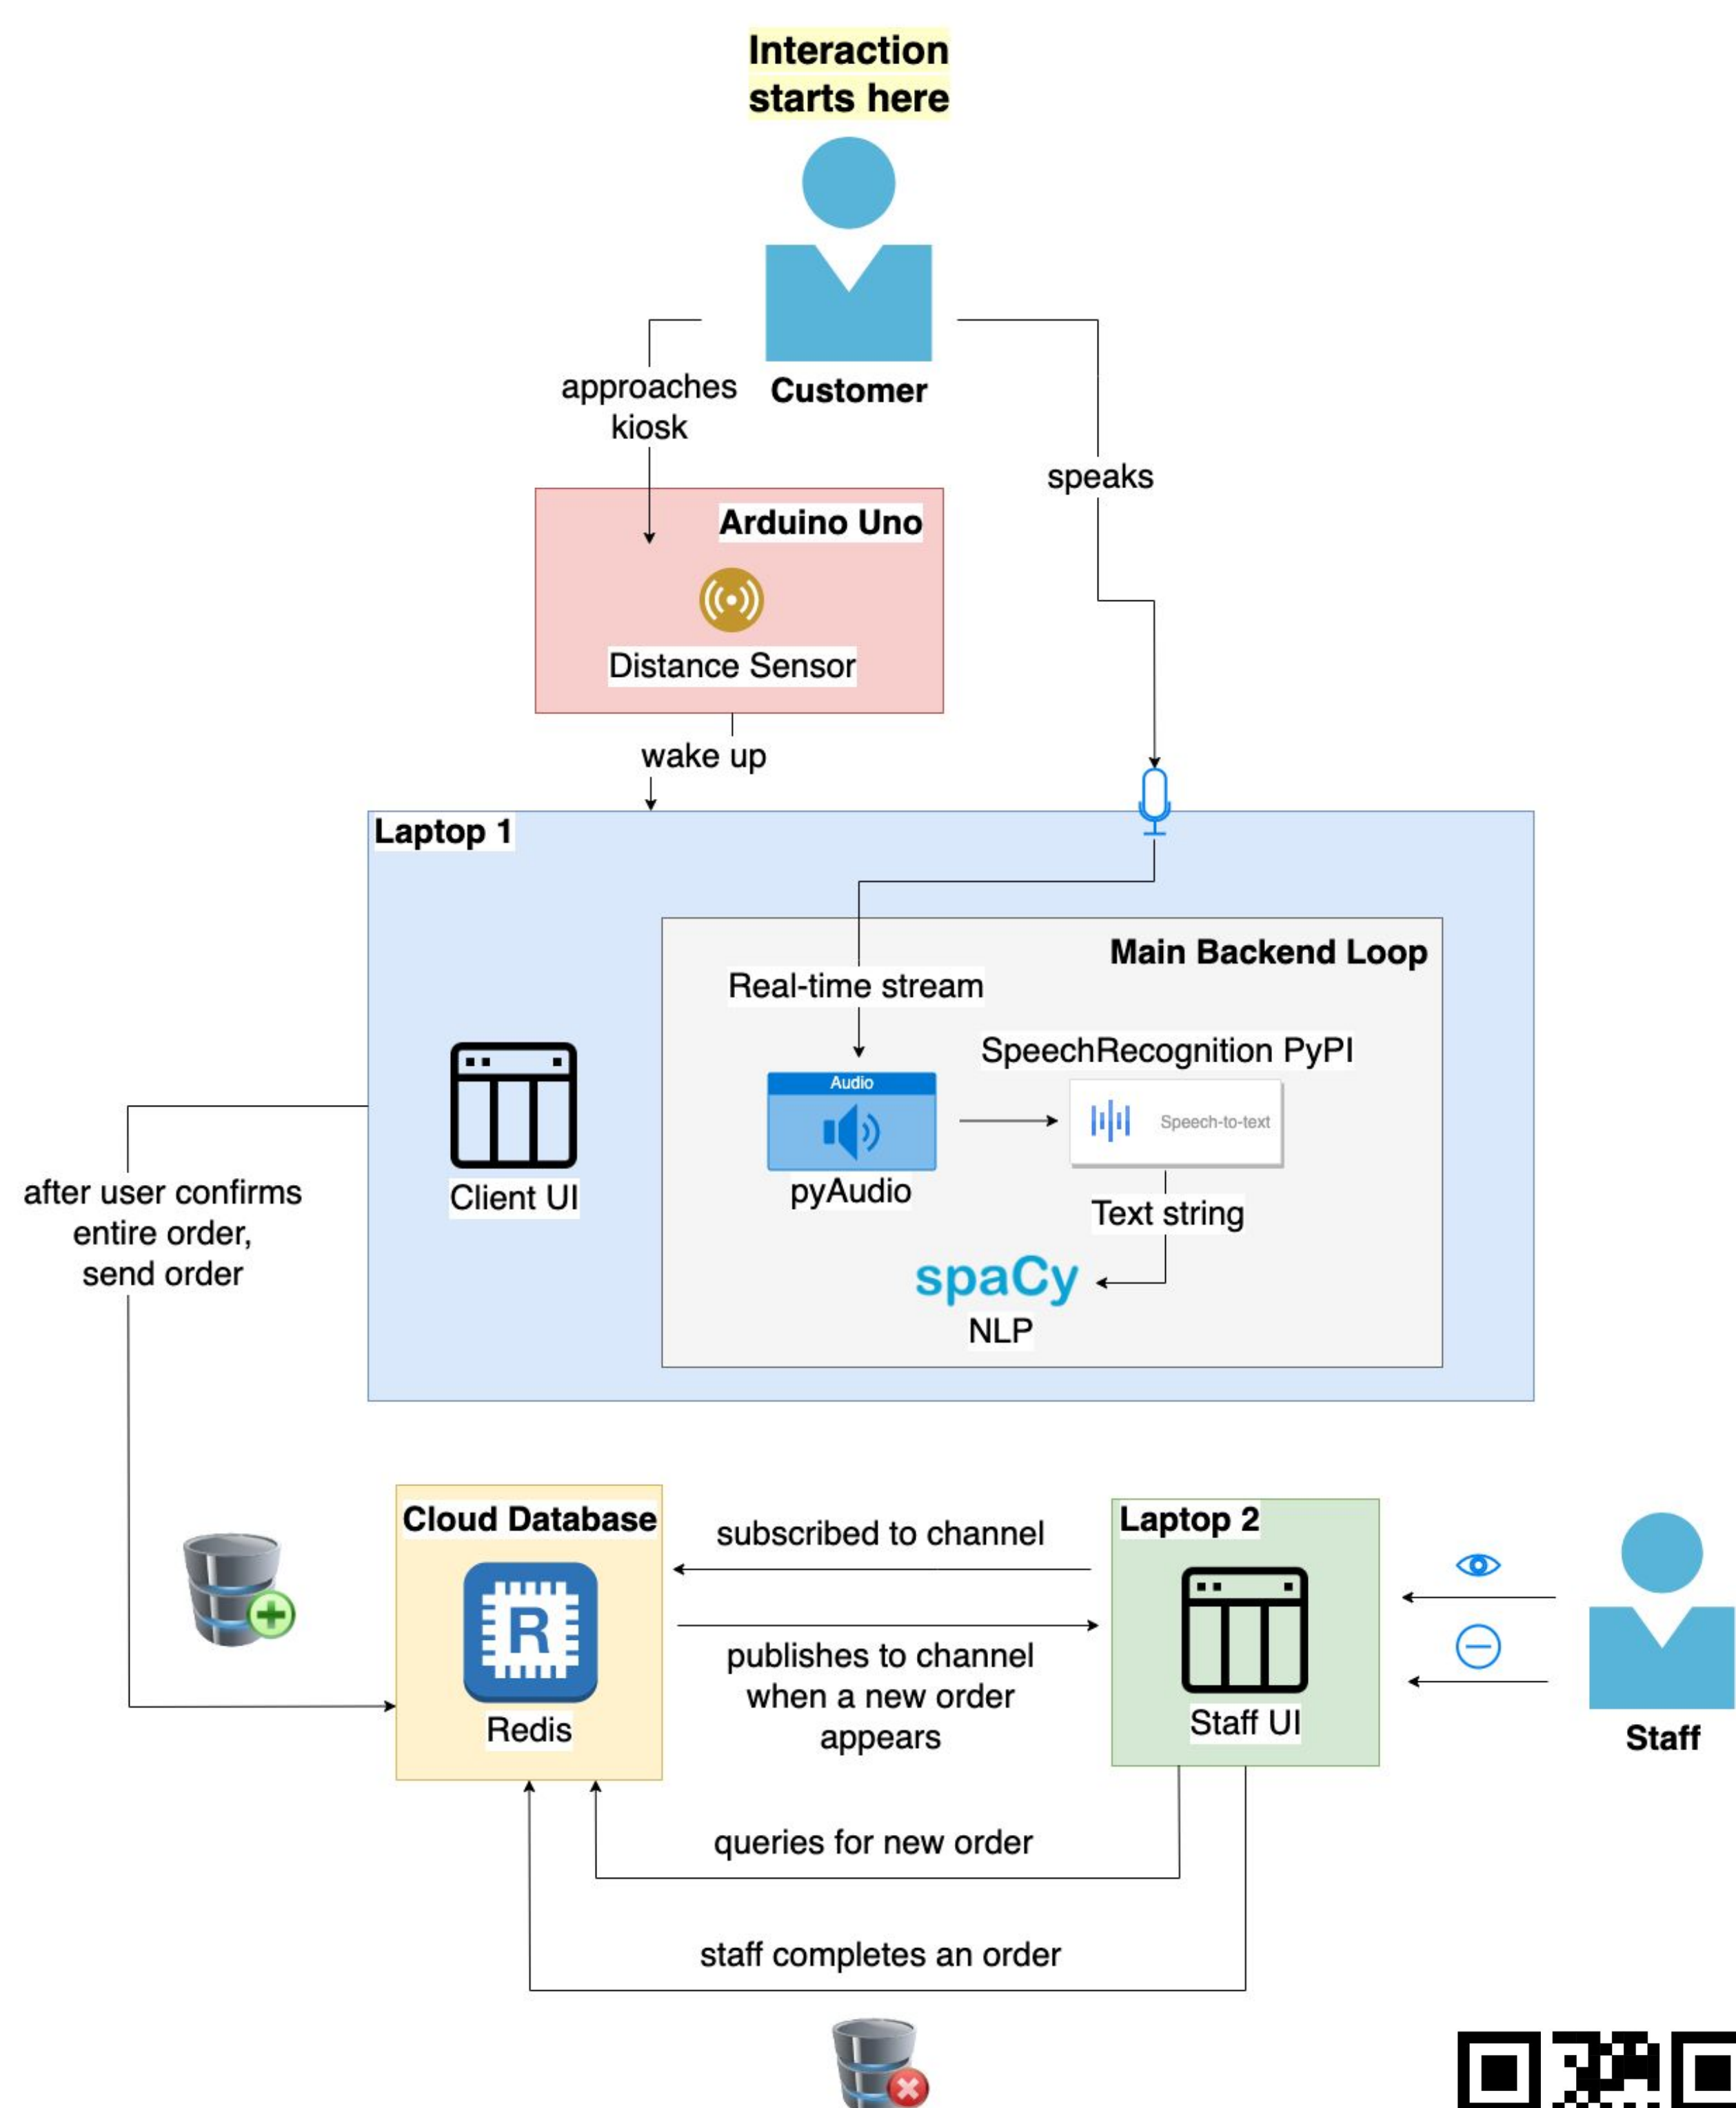 Interaction
starts here
Customer
approaches
kiosk
speaks
Arduino Uno
Distance Sensor
wake up
Laptop 1
Main Backend Loop
Real-time stream
SpeechRecognition PyPI
Audio
Speech-to-text
pyAudio
Text string
spaCy
NLP
Client UI
after user confirms
entire order,
send order
Cloud Database
R
Redis
subscribed to channel
publishes to channel
when a new order
appears
Laptop 2
Staff UI
Staff
queries for new order
staff completes an order